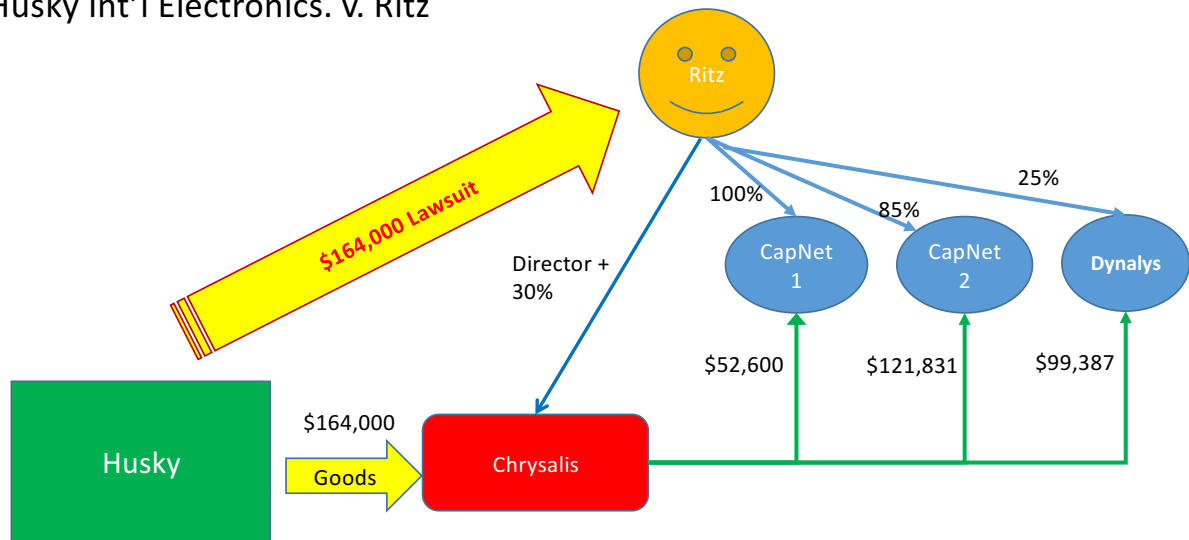 Husky Int'l Electronics. v. Ritz
Ritz
$164,000 Lawsuit
100%
85%
25%
Director +
30%
CapNet
1
CapNet
2
Dynalys
$52,600
$121,831
$99,387
Husky
$164,000
Goods
Chrysalis